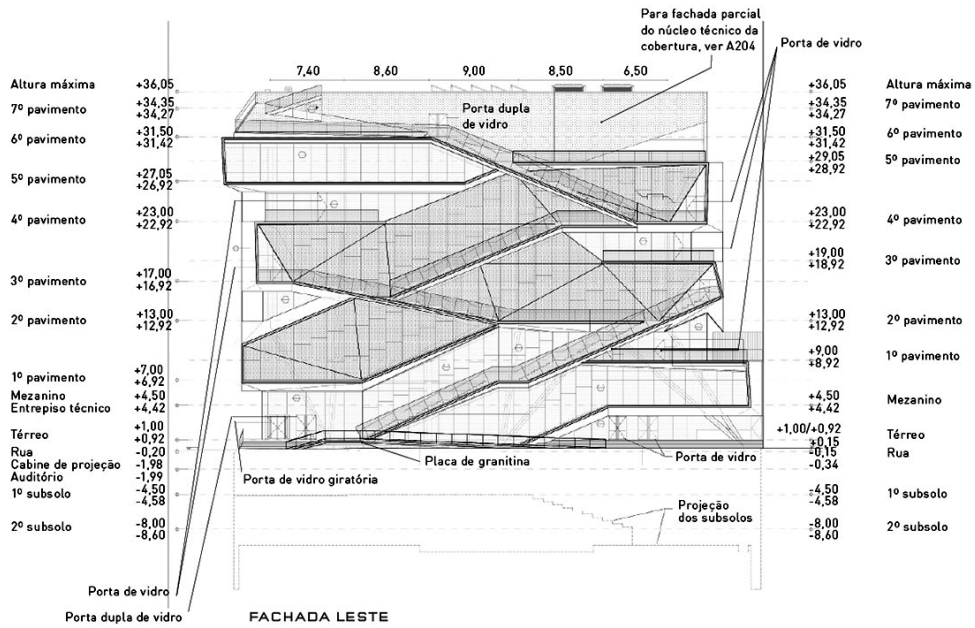 Para fachada parcial
do núcleo técnico da
cobertura, ver A204
Porta de vidro
7,40 8,60 9,00 8,50 6,50
Altura máxima +36,05 +36,05 Altura máxima
7º pavimento +34,35 +34,35 7º pavimento
+34,27 +34,27
Porta dupla
de vidro
6º pavimento +31,50 +31,50 6º pavimento
+31,42 +31,42
+29,05 5º pavimento
+28,92
5º pavimento +27,05
+26,92
4º pavimento +23,00 +23,00 4º pavimento
+22,92 +22,92
+19,00 3º pavimento
+18,92
3º pavimento +17,00
+16,92
2º pavimento +13,00 +13,00 2º pavimento
+12,92 +12,92
+9,00 1º pavimento
+8,92
1º pavimento +7,00
+6,92
Mezanino +4,50 +4,50 Mezanino
Entrepiso técnico +4,42 +4,42
Térreo +1,00 +1,00/+0,92 Térreo
+0,92 +0,15
Rua -0,20 -0,15 Rua
Cabine de projeção -1,98 -0,34
Auditório -1,99
Placa de granitina
Porta de vidro
Porta de vidro giratória
1º subsolo -4,50 -4,50 1º subsolo
-4,58 -4,58
Projeção
dos subsolos
2º subsolo -8,00 -8,00 2º subsolo
-8,60 -8,60
Porta de vidro
Porta dupla de vidro
FACHADA LESTE